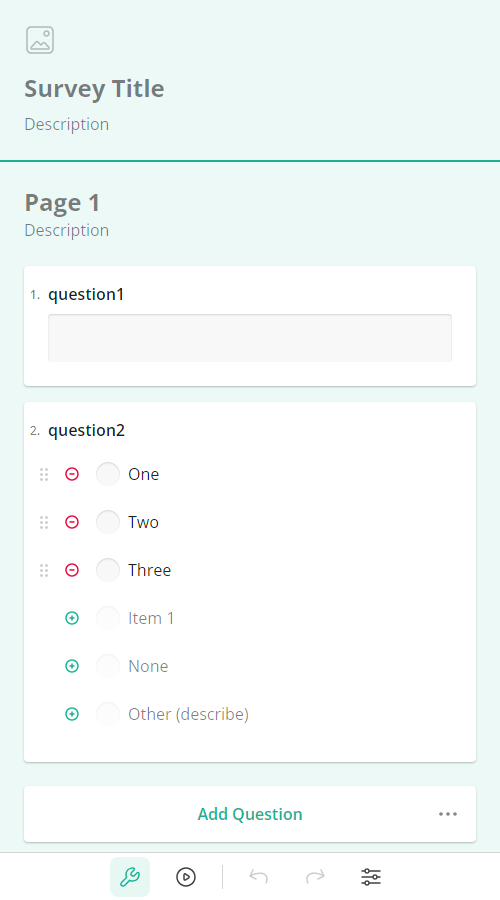 Survey Title
Description
Page 1
Description
1. question1
2. question2
One
Two
Three
Item 1
None
Other (describe)
Add Question